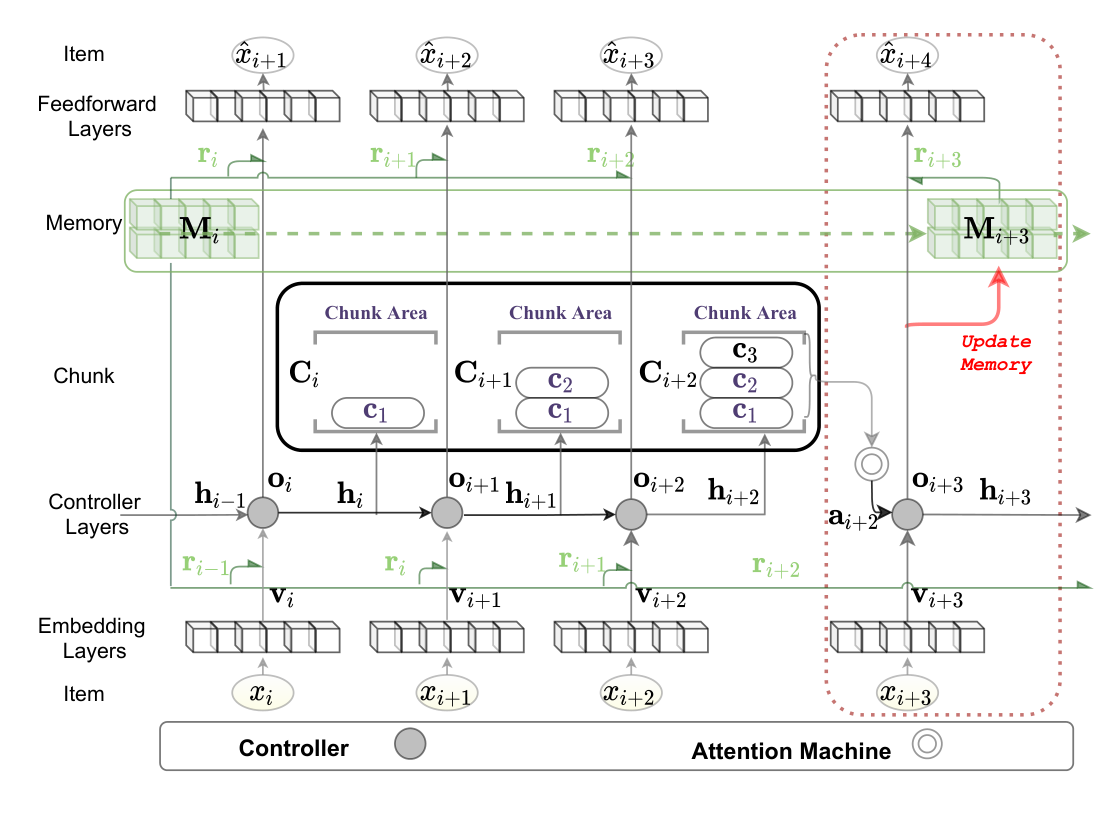 Item x̂ᵢ₊₁ x̂ᵢ₊₂ x̂ᵢ₊₃ x̂ᵢ₊₄
Feedforward
Layers
rᵢ rᵢ₊₁ rᵢ₊₂ rᵢ₊₃
Memory Mᵢ Mᵢ₊₃
Chunk Area Chunk Area Chunk Area
Update
Memory
Chunk Cᵢ Cᵢ₊₁ Cᵢ₊₂
c₃
c₂ c₂
c₁ c₁ c₁
Controller
Layers
hᵢ₋₁ oᵢ hᵢ oᵢ₊₁ hᵢ₊₁ oᵢ₊₂ hᵢ₊₂ aᵢ₊₂ oᵢ₊₃ hᵢ₊₃
rᵢ₋₁ rᵢ rᵢ₊₁ rᵢ₊₂
vᵢ vᵢ₊₁ vᵢ₊₂ vᵢ₊₃
Embedding
Layers
Item xᵢ xᵢ₊₁ xᵢ₊₂ xᵢ₊₃
Controller Attention Machine